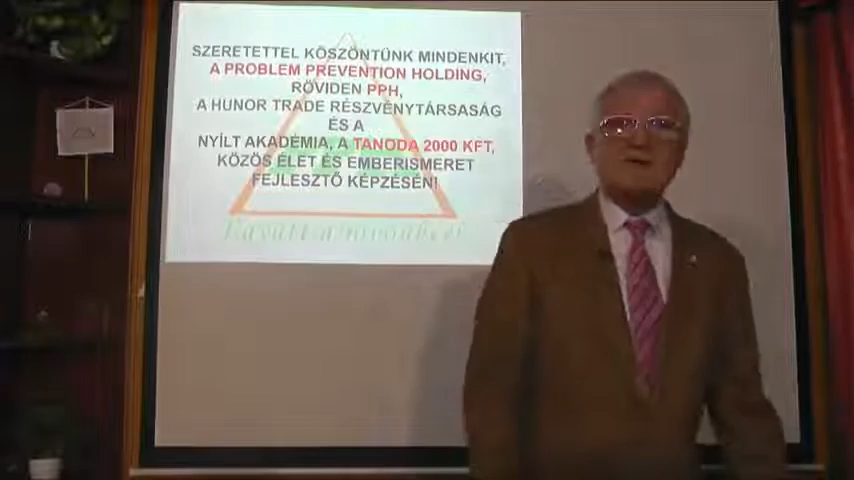 SZERETETTEL KÖSZÖNTÜNK MINDENKIT,
A PROBLEM PREVENTION HOLDING,
RÖVIDEN PPH,
A HUNOR TRADE RÉSZVÉNYTÁRSASÁG
ÉS A
NYÍLT AKADÉMIA, A TANODA 2000 KFT,
KÖZÖS ÉLET ÉS EMBERISMERET
FEJLESZTŐ KÉPZÉSÉN!